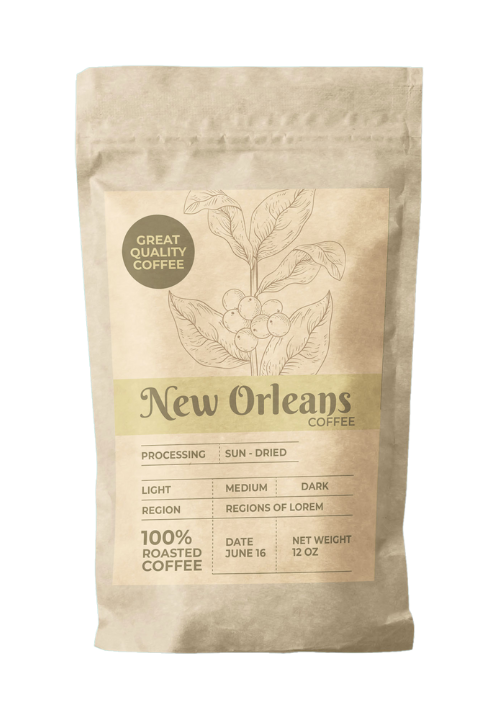 GREAT
QUALITY
COFFEE
New Orleans
COFFEE
PROCESSING SUN - DRIED
LIGHT MEDIUM DARK
REGION REGIONS OF LOREM
100%
ROASTED
COFFEE
DATE
JUNE 16
NET WEIGHT
12 OZ